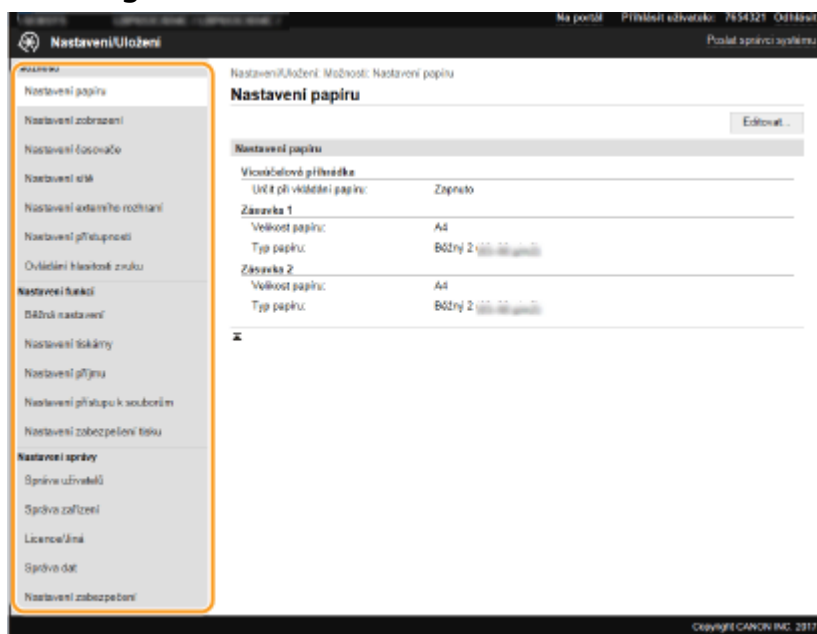 Na portál Přihlásit uživatele: 7654321 Odhlásit
Nastavení/Uložení
Poslat správci systému
Nastavení papíru
Nastavení zobrazení
Nastavení časovače
Nastavení sítě
Nastavení externího rozhraní
Nastavení přístupnosti
Ovládání hlasitosti zvuku
Nastavení funkcí
Běžná nastavení
Nastavení tiskárny
Nastavení příjmu
Nastavení přístupu k souborům
Nastavení zabezpečení tisku
Nastavení správy
Správa uživatelů
Správa zařízení
Licence/Jiná
Správa dat
Nastavení zabezpečení
Nastavení/Uložení: Možnosti: Nastavení papíru
Nastavení papíru
Editovat...
Nastavení papíru
Víceúčelová přihrádka
Určit při vkládání papíru: Zapnuto
Zásuvka 1
Velikost papíru: A4
Typ papíru: Běžný 2
Zásuvka 2
Velikost papíru: A4
Typ papíru: Běžný 2
Copyright CANON INC. 2017